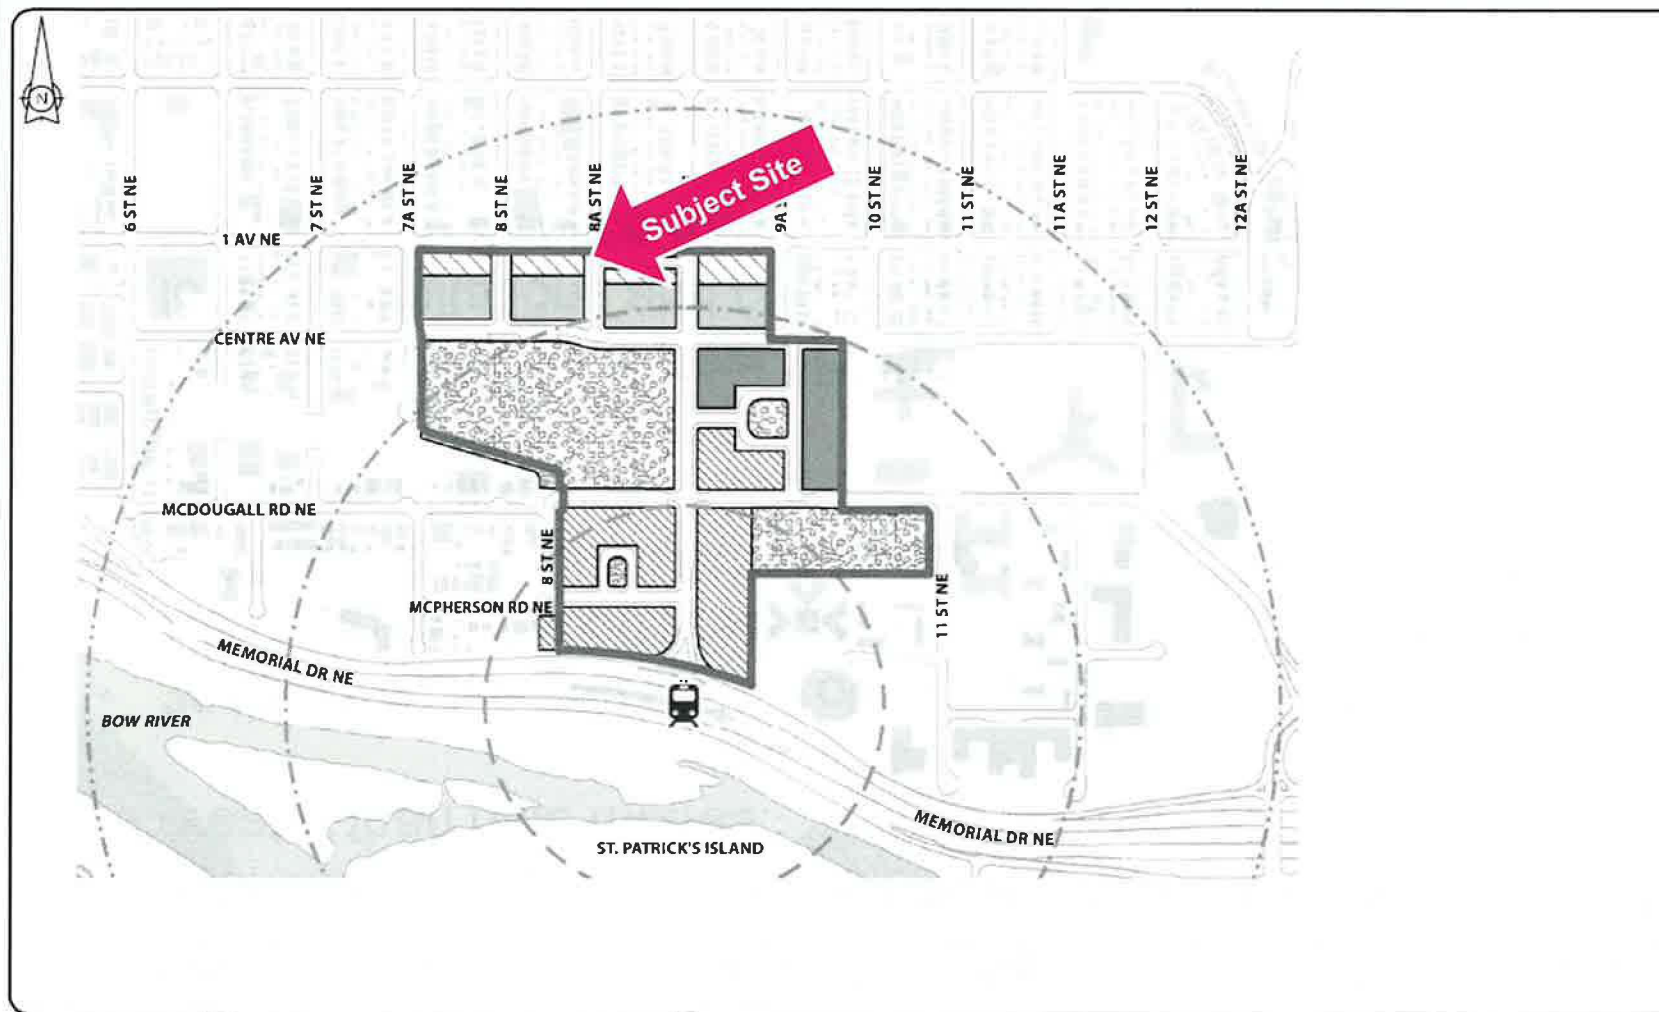 N
Subject Site
6 ST NE
7 ST NE
7A ST NE
8 ST NE
8A ST NE
9A
10 ST NE
11 ST NE
11 A ST NE
12 ST NE
12A ST NE
1 AV NE
CENTRE AV NE
MCDOUGALL RD NE
8 ST NE
MCPHERSON RD NE
11 ST NE
MEMORIAL DR NE
BOW RIVER
MEMORIAL DR NE
ST. PATRICK'S ISLAND